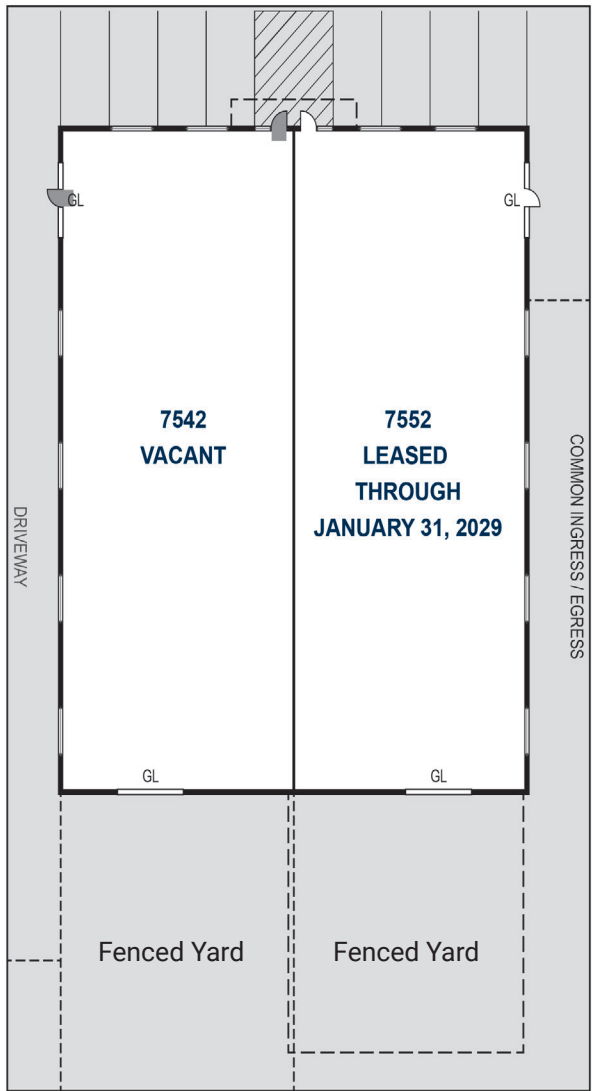 GL
GL
7542
VACANT
7552
LEASED
THROUGH
JANUARY 31, 2029
DRIVEWAY
COMMON INGRESS / EGRESS
GL
GL
Fenced Yard
Fenced Yard